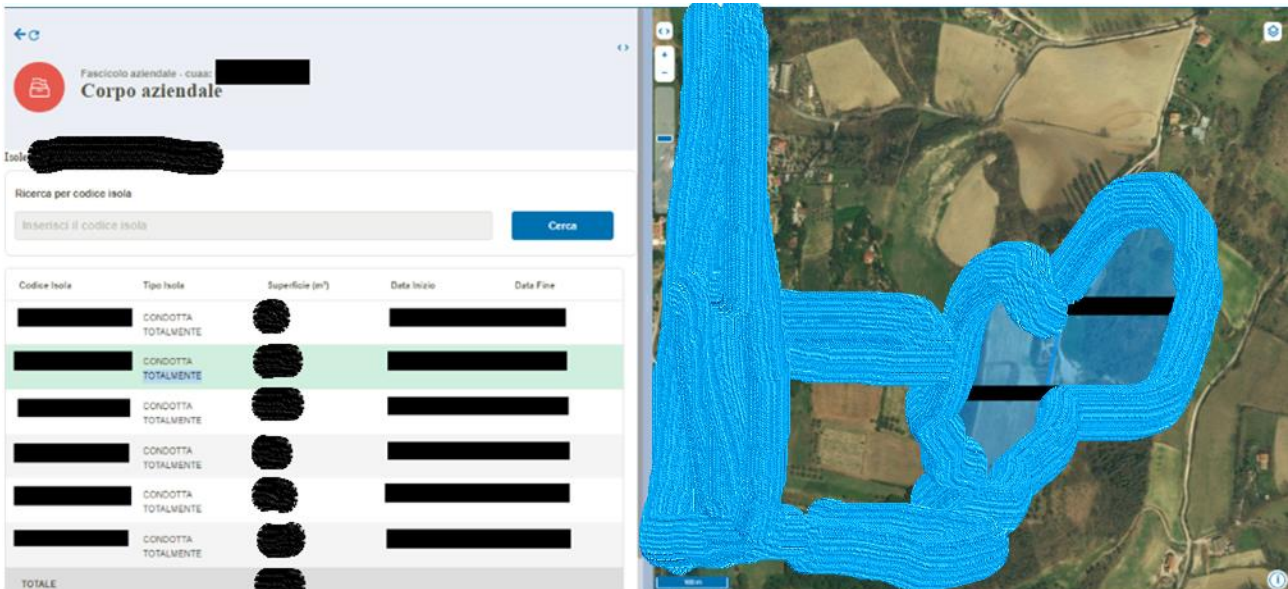 Fascicolo aziendale - cuaa:
Corpo aziendale
Isole
Ricerca per codice isola
Inserisci il codice isola
Cerca
Codice Isola Tipo Isola Superficie (m²) Data Inizio Data Fine
CONDOTTA
TOTALMENTE
CONDOTTA
TOTALMENTE
CONDOTTA
TOTALMENTE
CONDOTTA
TOTALMENTE
CONDOTTA
TOTALMENTE
CONDOTTA
TOTALMENTE
TOTALE